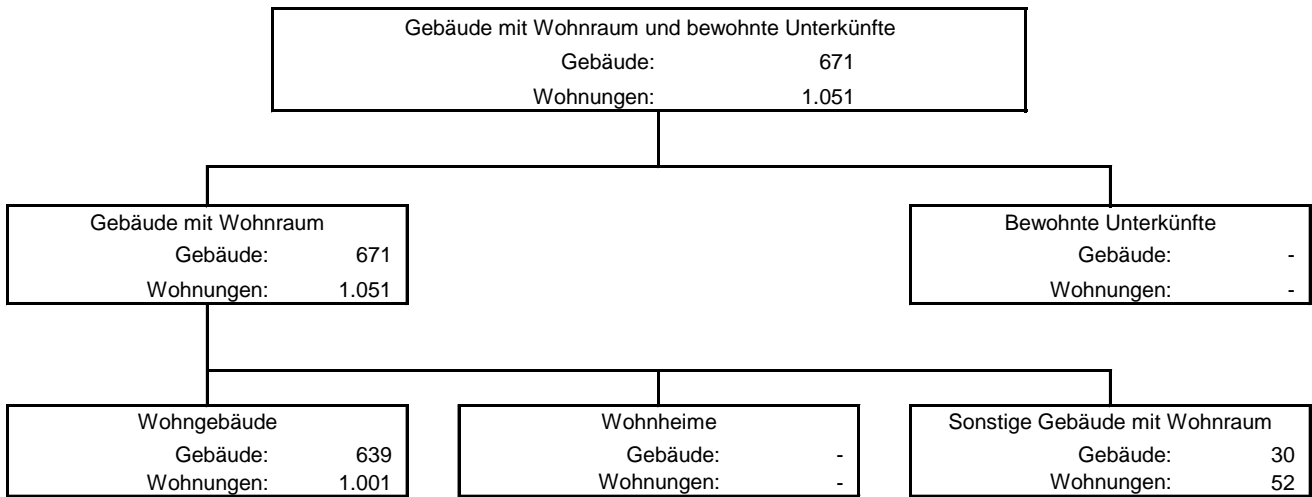 Gebäude mit Wohnraum und bewohnte Unterkünfte
Gebäude: 671
Wohnungen: 1.051
Gebäude mit Wohnraum
Gebäude: 671
Wohnungen: 1.051
Bewohnte Unterkünfte
Gebäude: -
Wohnungen: -
Wohngebäude
Gebäude: 639
Wohnungen: 1.001
Wohnheime
Gebäude: -
Wohnungen: -
Sonstige Gebäude mit Wohnraum
Gebäude: 30
Wohnungen: 52